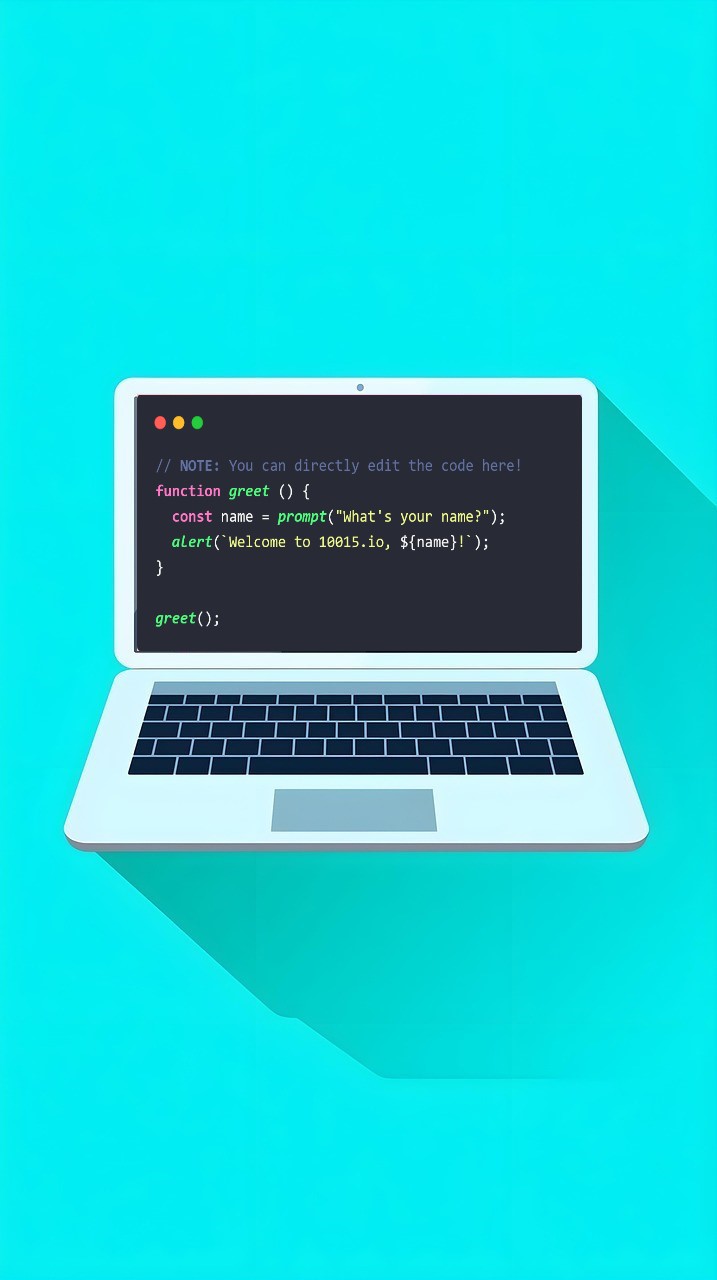 // NOTE: You can directly edit the code here!
function greet () {
  const name = prompt("What's your name?");
  alert(`Welcome to 10015.io, ${name}!`);
}
greet();